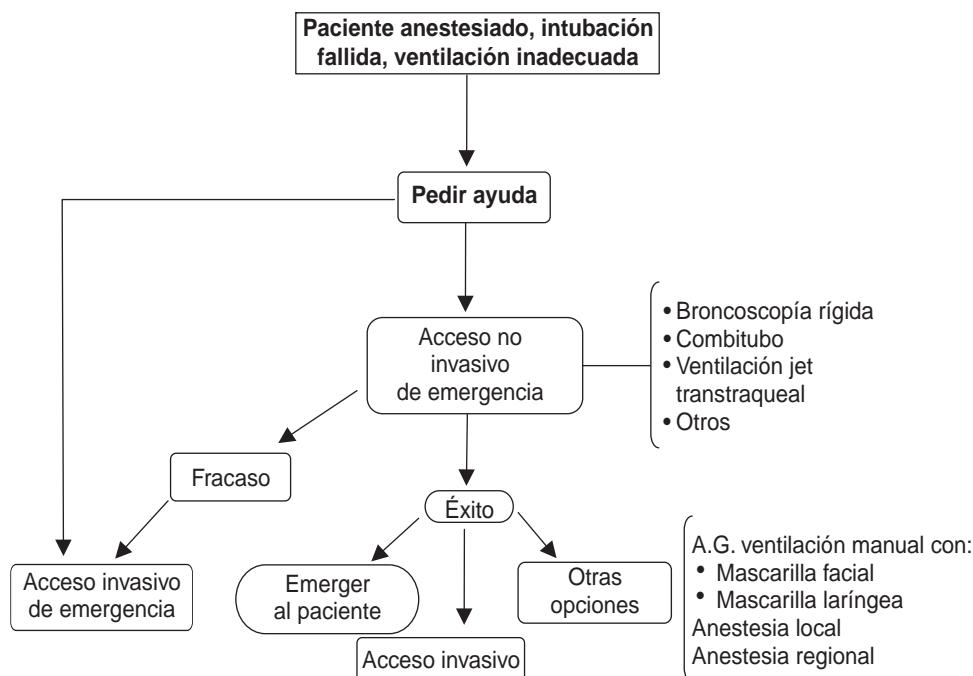 Paciente anestesiado, intubación
fallida, ventilación inadecuada
Pedir ayuda
Acceso no
invasivo
de emergencia
• Broncoscopía rígida
• Combitubo
• Ventilación jet
transtraqueal
• Otros
Fracaso
Éxito
Acceso invasivo
de emergencia
Emerger
al paciente
Acceso invasivo
Otras
opciones
A.G. ventilación manual con:
• Mascarilla facial
• Mascarilla laríngea
Anestesia local
Anestesia regional